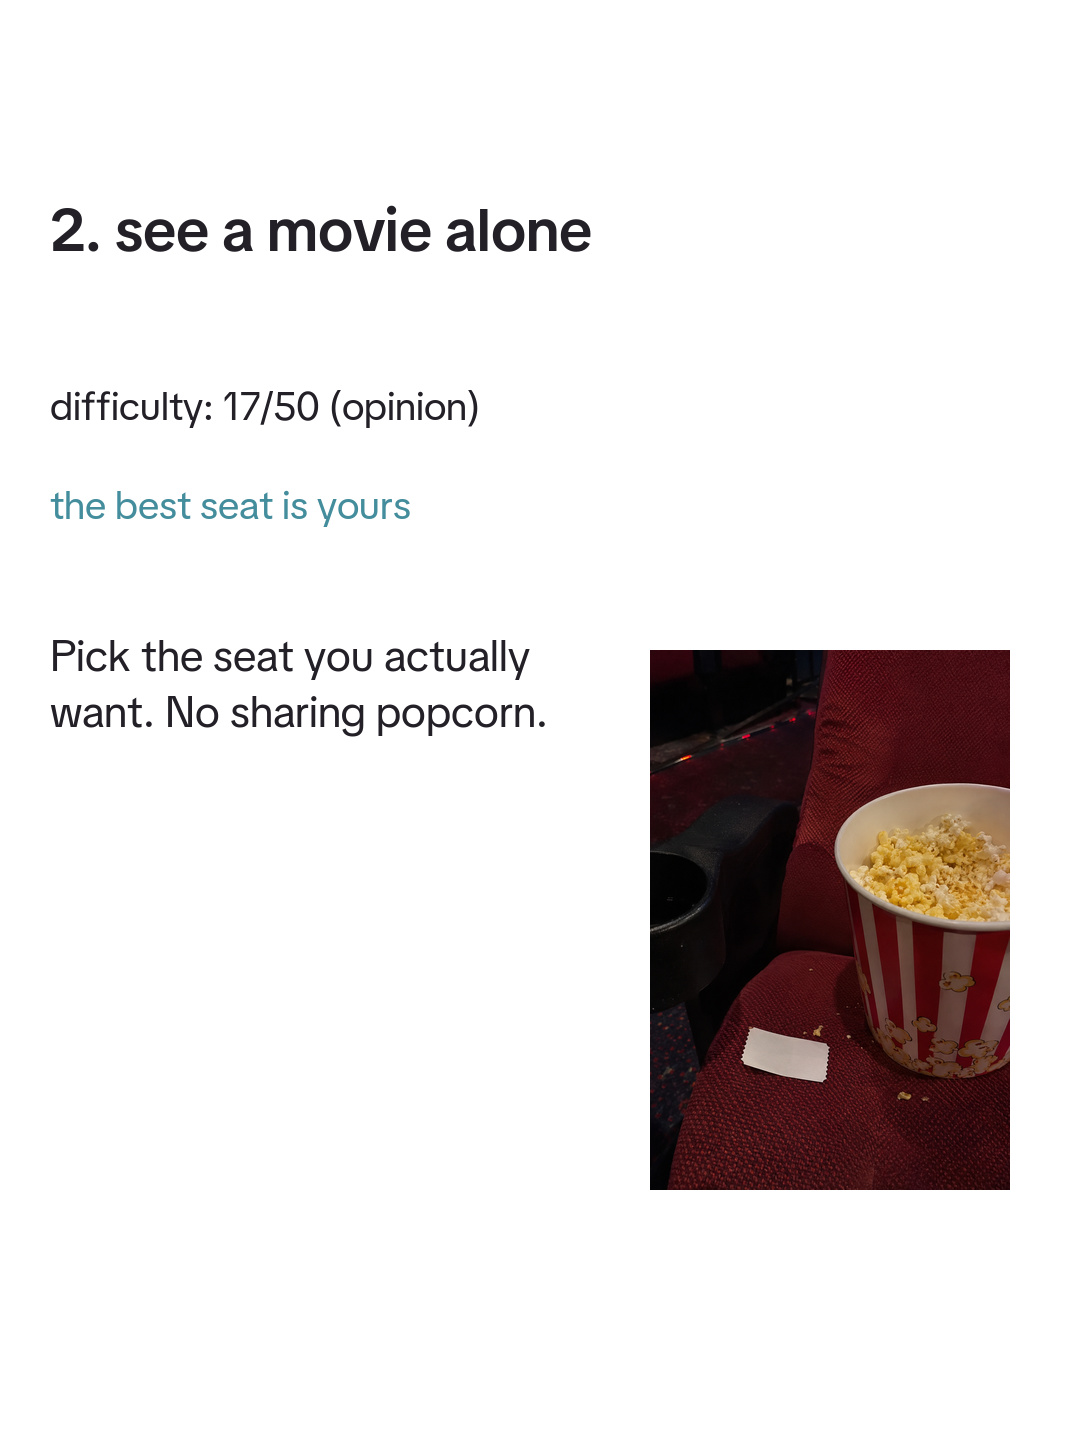 2. see a movie alone
difficulty: 17/50 (opinion)
the best seat is yours
Pick the seat you actually
want. No sharing popcorn.